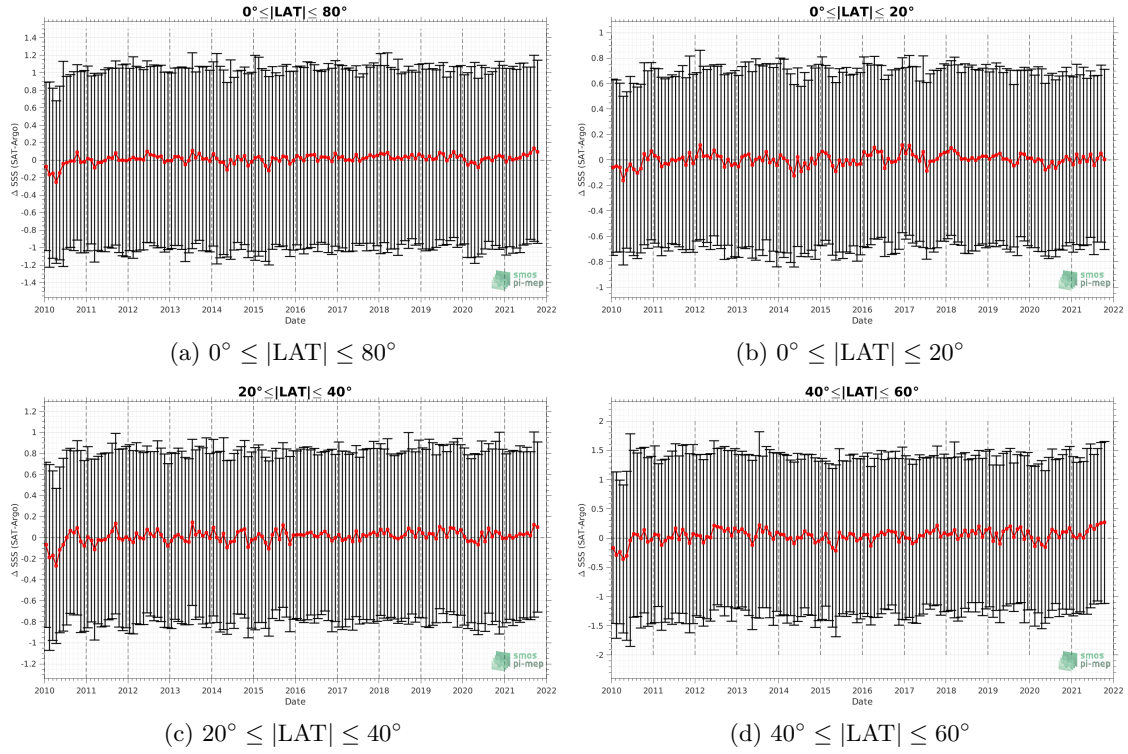 0°≤|LAT|≤ 80°
1.4
1.2
1
0.8
0.6
0.4
0.2
0
-0.2
-0.4
-0.6
-0.8
-1
-1.2
-1.4
Δ SSS (SAT-Argo)
2010 2011 2012 2013 2014 2015 2016 2017 2018 2019 2020 2021 2022
Date
smos
pi-mep
(a) 0° ≤ |LAT| ≤ 80°
0°≤|LAT|≤ 20°
1
0.8
0.6
0.4
0.2
0
-0.2
-0.4
-0.6
-0.8
-1
Δ SSS (SAT-Argo)
2010 2011 2012 2013 2014 2015 2016 2017 2018 2019 2020 2021 2022
Date
smos
pi-mep
(b) 0° ≤ |LAT| ≤ 20°
20°≤|LAT|≤ 40°
1.2
1
0.8
0.6
0.4
0.2
0
-0.2
-0.4
-0.6
-0.8
-1
-1.2
Δ SSS (SAT-Argo)
2010 2011 2012 2013 2014 2015 2016 2017 2018 2019 2020 2021 2022
Date
smos
pi-mep
(c) 20° ≤ |LAT| ≤ 40°
40°≤|LAT|≤ 60°
2
1.5
1
0.5
0
-0.5
-1
-1.5
-2
Δ SSS (SAT-Argo)
2010 2011 2012 2013 2014 2015 2016 2017 2018 2019 2020 2021 2022
Date
smos
pi-mep
(d) 40° ≤ |LAT| ≤ 60°